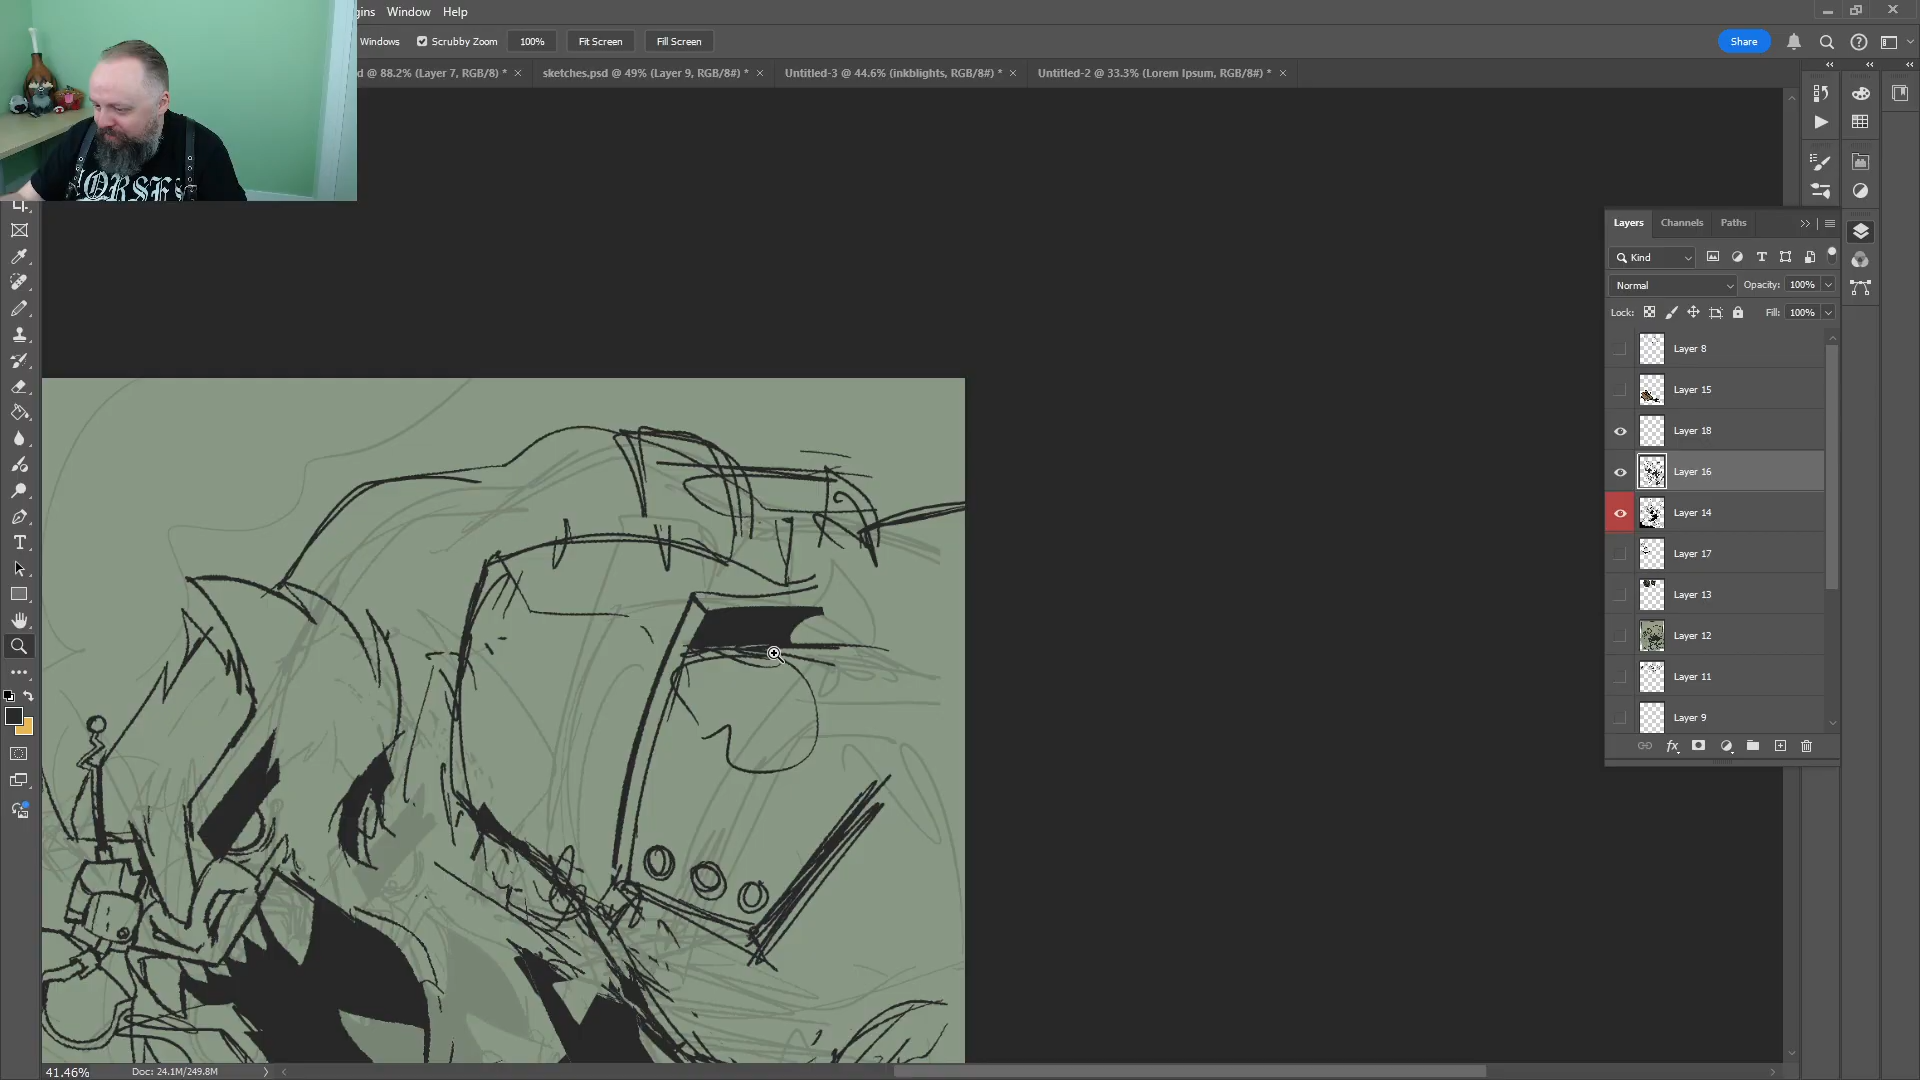 gins Window Help
Windows Scrubby Zoom 100% Fit Screen Fill Screen Share
d @ 88.2% (Layer 7, RGB/8) * × sketches.psd @ 49% (Layer 9, RGB/8#) * × Untitled-3 @ 44.6% (inkblights, RGB/8#) * × Untitled-2 @ 33.3% (Lorem Ipsum, RGB/8#) * ×
Layers Channels Paths
Kind
Normal Opacity: 100%
Lock: Fill: 100%
Layer 8
Layer 15
Layer 18
Layer 16
Layer 14
Layer 17
Layer 13
Layer 12
Layer 11
Layer 9
fx
41.46% Doc: 24.1M/249.8M